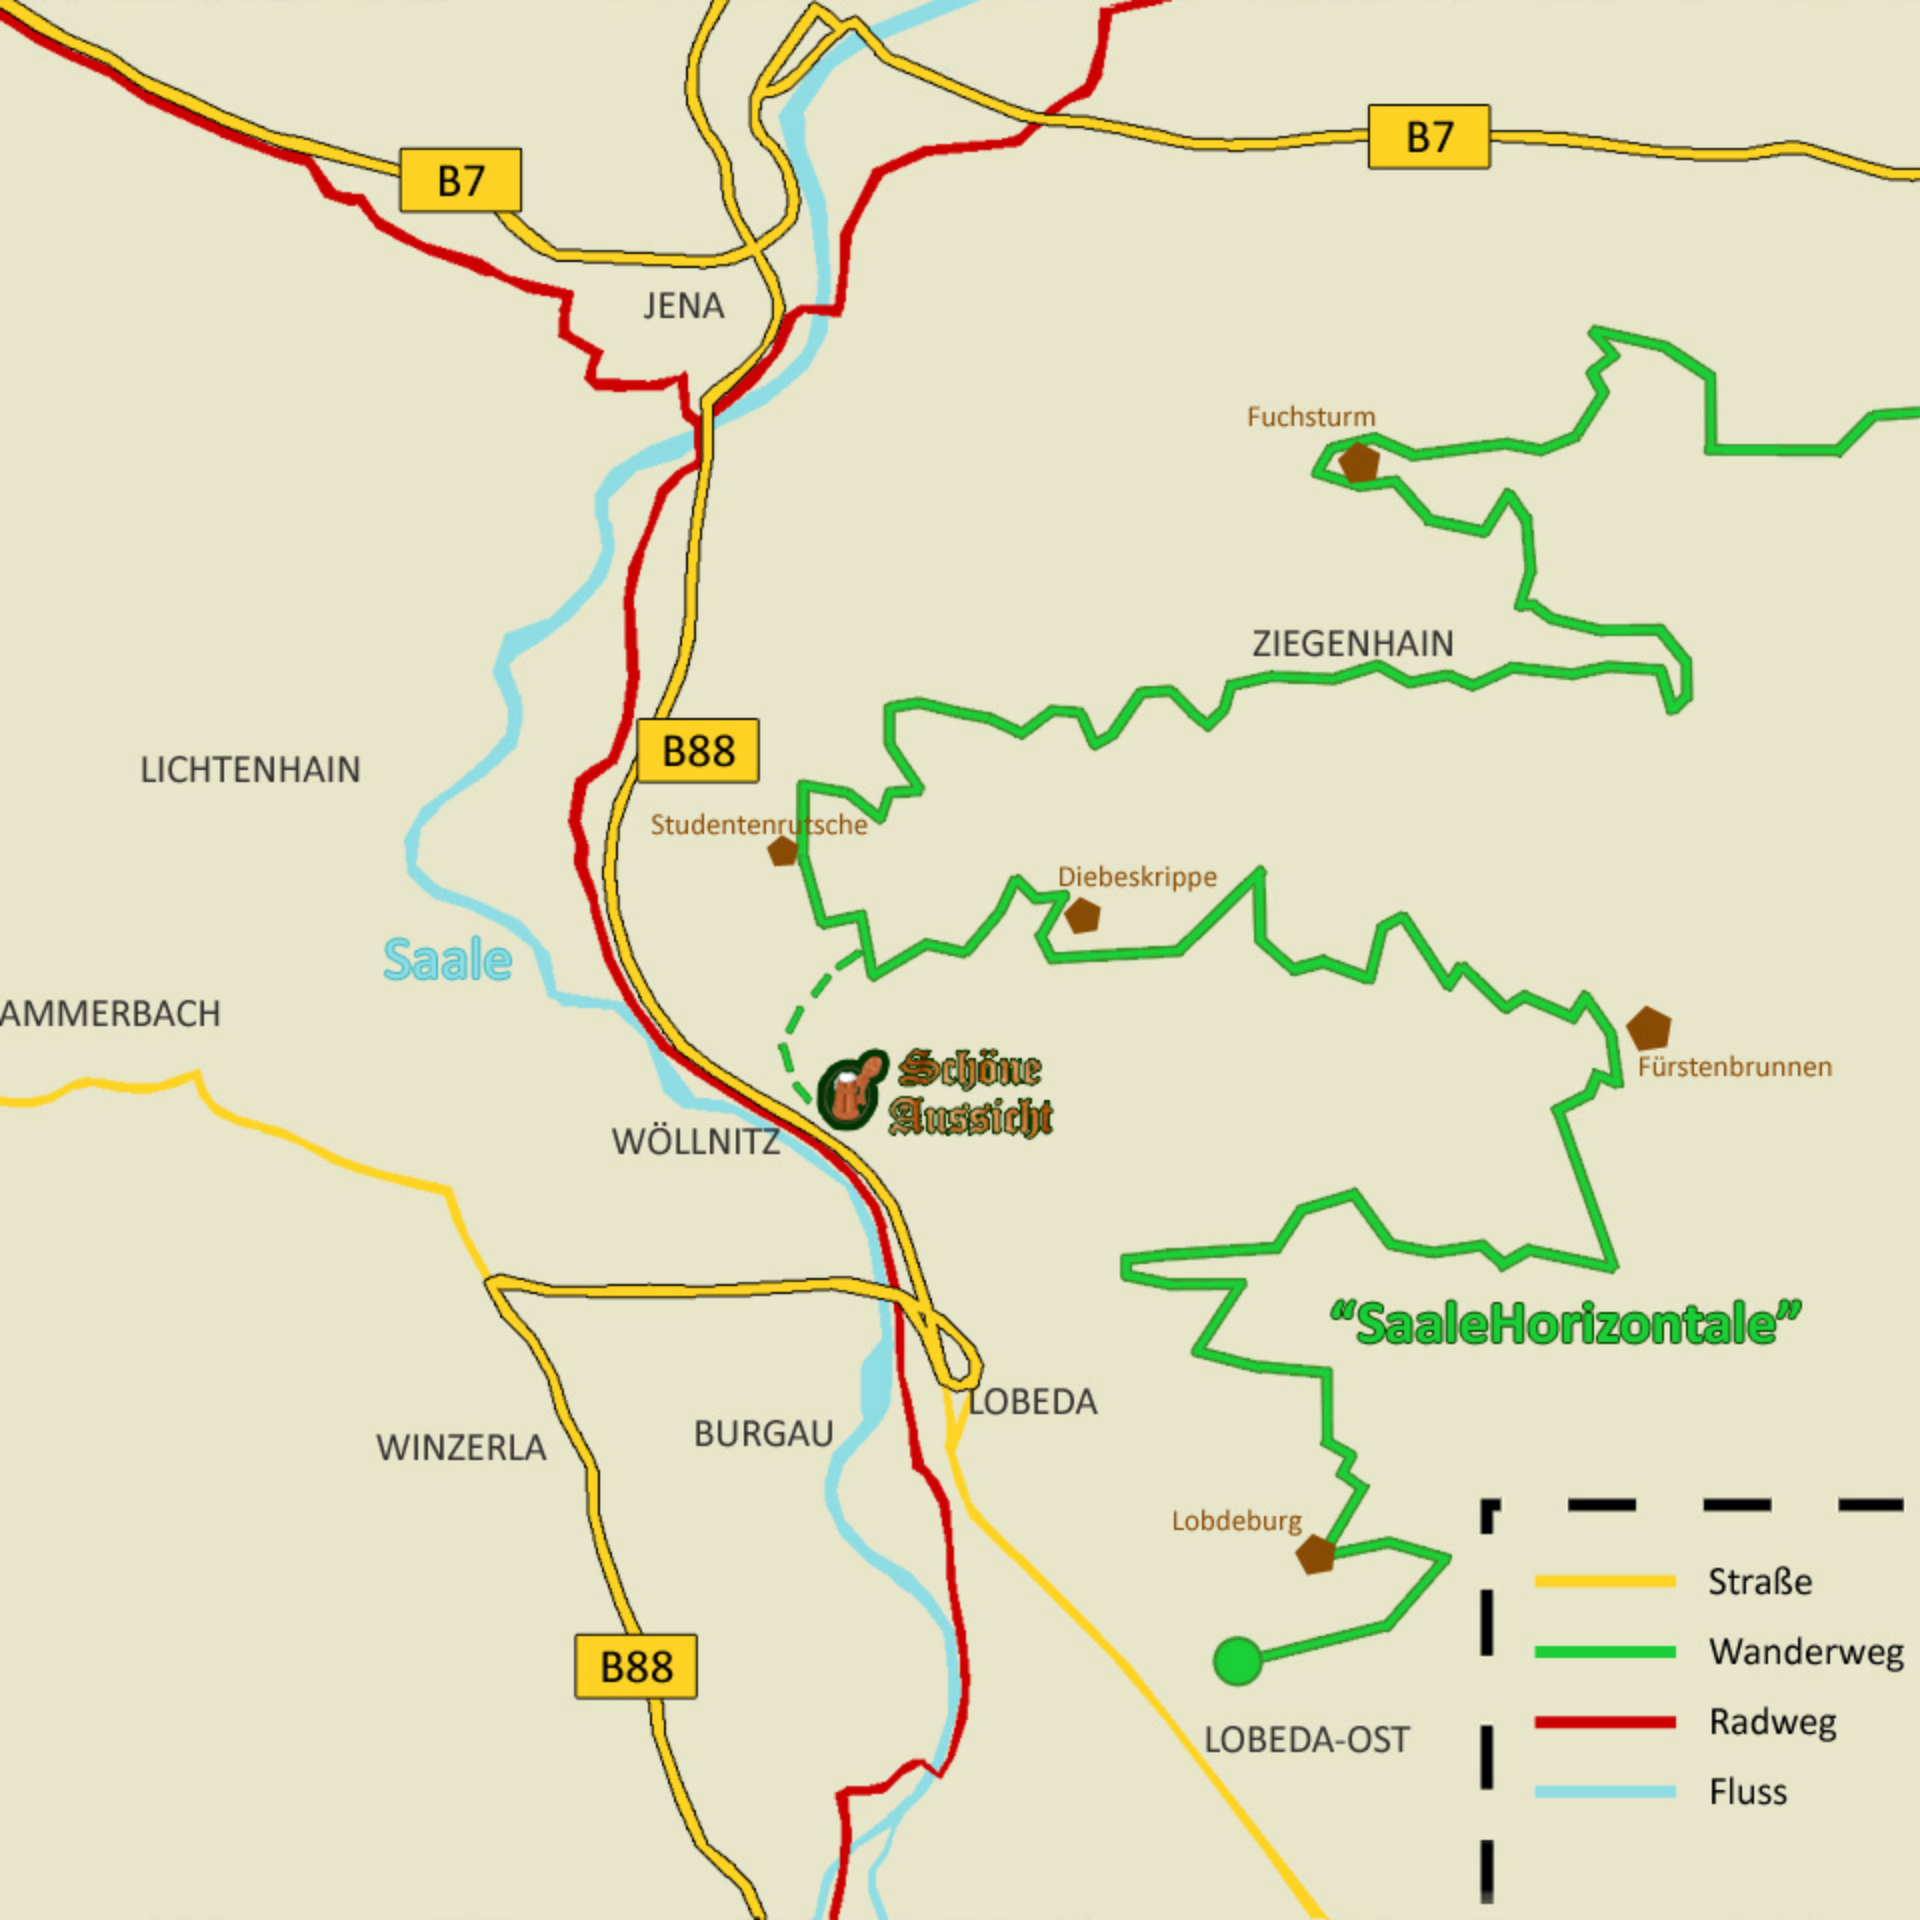 B7
B7
JENA
Fuchsturm
ZIEGENHAIN
B88
LICHTENHAIN
Studentenrutsche
Diebeskrippe
Saale
AMMERBACH
Fürstenbrunnen
Schöne
Aussicht
WÖLLNITZ
“SaaleHorizontale”
LOBEDA
BURGAU
WINZERLA
Lobdeburg
B88
LOBEDA-OST
Straße
Wanderweg
Radweg
Fluss